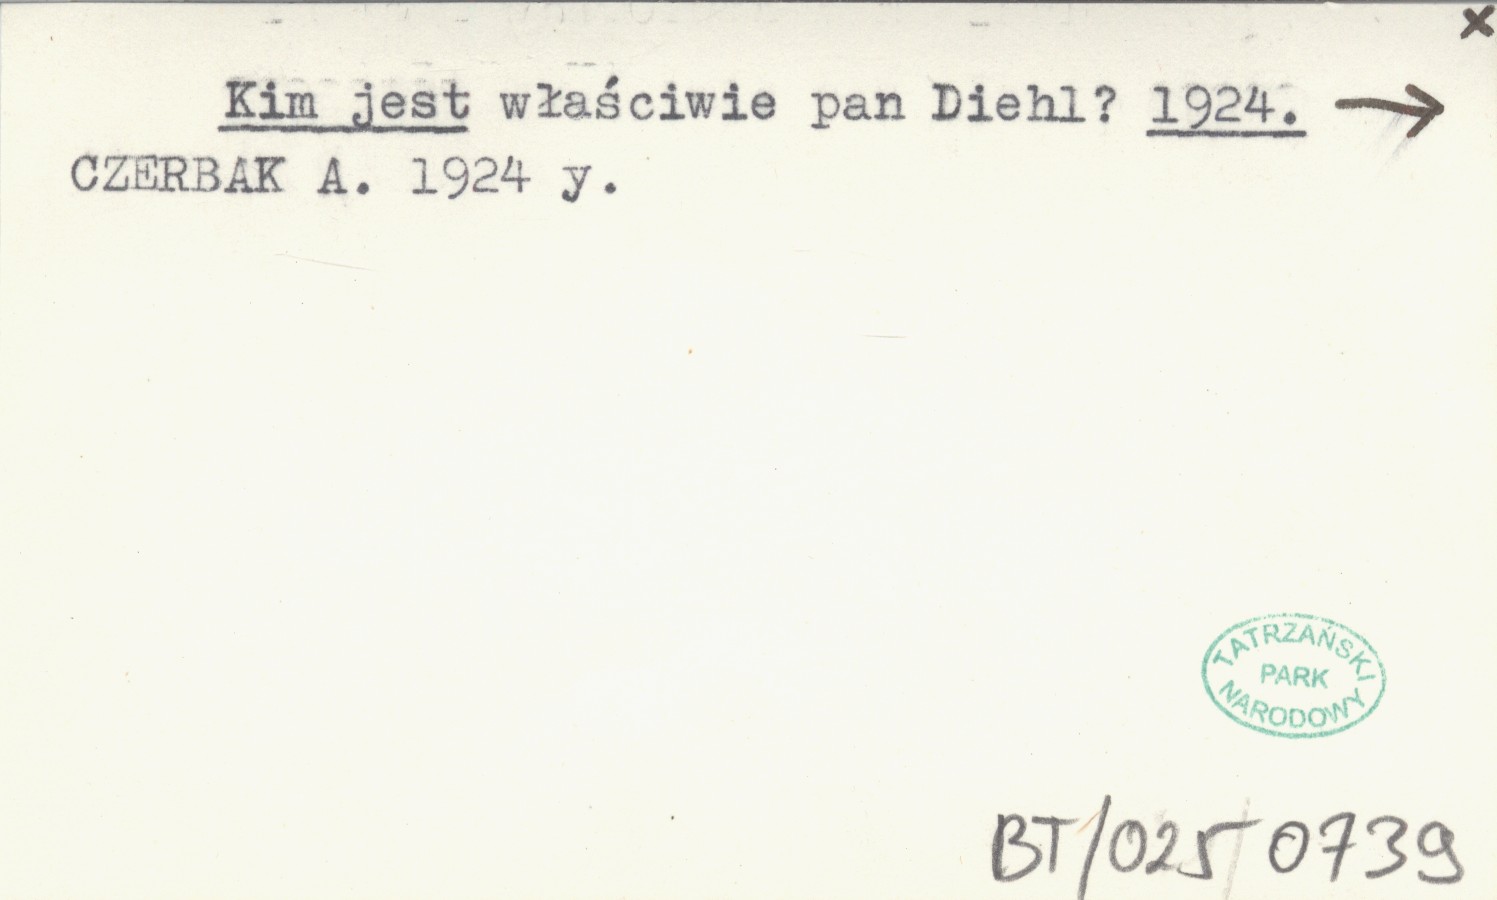 x
Kim jest właściwie pan Diehl? 1924. →
CZERBAK A. 1924 y.
TATRZAŃSKI
PARK
NARODOWY
BT/025/0739